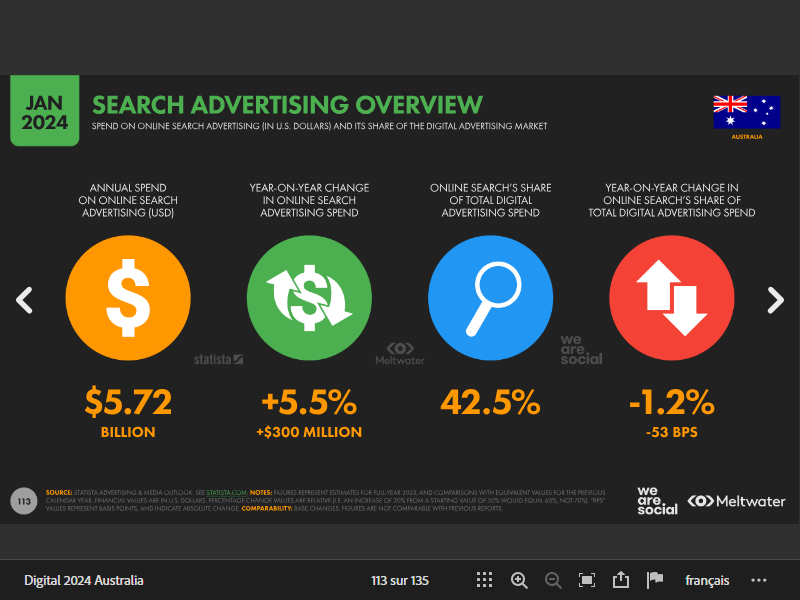 JAN
2024
SEARCH ADVERTISING OVERVIEW
SPEND ON ONLINE SEARCH ADVERTISING (IN U.S. DOLLARS) AND ITS SHARE OF THE DIGITAL ADVERTISING MARKET
AUSTRALIA
ANNUAL SPEND
ON ONLINE SEARCH
ADVERTISING (USD)
YEAR-ON-YEAR CHANGE
IN ONLINE SEARCH
ADVERTISING SPEND
ONLINE SEARCH'S SHARE
OF TOTAL DIGITAL
ADVERTISING SPEND
YEAR-ON-YEAR CHANGE IN
ONLINE SEARCH'S SHARE OF
TOTAL DIGITAL ADVERTISING SPEND
$
$
statista
Meltwater
we
are.
social
$5.72
BILLION
+5.5%
+$300 MILLION
42.5%
-1.2%
-53 BPS
113
SOURCE: STATISTA ADVERTISING & MEDIA OUTLOOK. SEE STATISTA.COM. NOTES: FIGURES REPRESENT ESTIMATES FOR FULL-YEAR 2023, AND COMPARISONS WITH EQUIVALENT VALUES FOR THE PREVIOUS
CALENDAR YEAR. FINANCIAL VALUES ARE IN U.S. DOLLARS. PERCENTAGE CHANGE VALUES ARE RELATIVE (I.E. AN INCREASE OF 20% FROM A STARTING VALUE OF 50% WOULD EQUAL 60%, NOT 70%). "BPS"
VALUES REPRESENT BASIS POINTS, AND INDICATE ABSOLUTE CHANGE. COMPARABILITY: BASE CHANGES. FIGURES ARE NOT COMPARABLE WITH PREVIOUS REPORTS.
we
are.
social
Meltwater
Digital 2024 Australia
113 sur 135
français